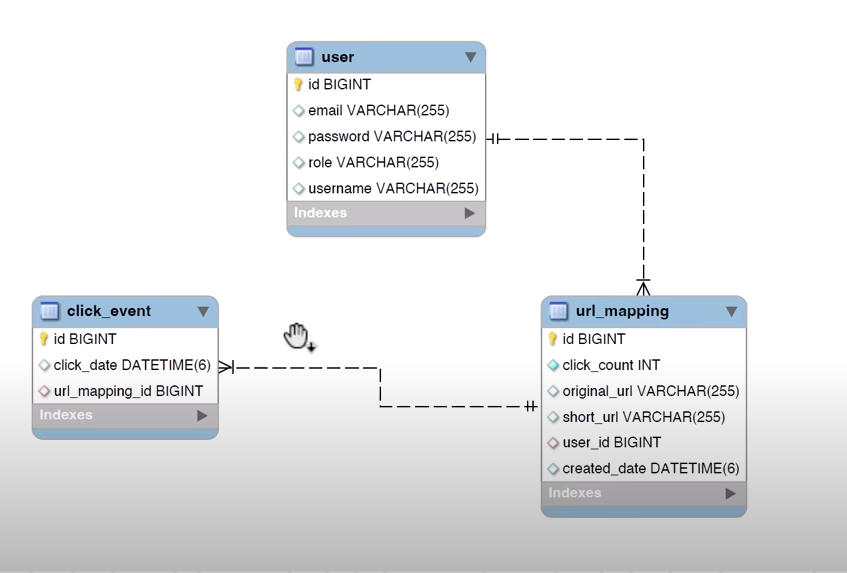 user
id BIGINT
email VARCHAR(255)
password VARCHAR(255)
role VARCHAR(255)
username VARCHAR(255)
Indexes
click_event
id BIGINT
click_date DATETIME(6)
url_mapping_id BIGINT
Indexes
url_mapping
id BIGINT
click_count INT
original_url VARCHAR(255)
short_url VARCHAR(255)
user_id BIGINT
created_date DATETIME(6)
Indexes